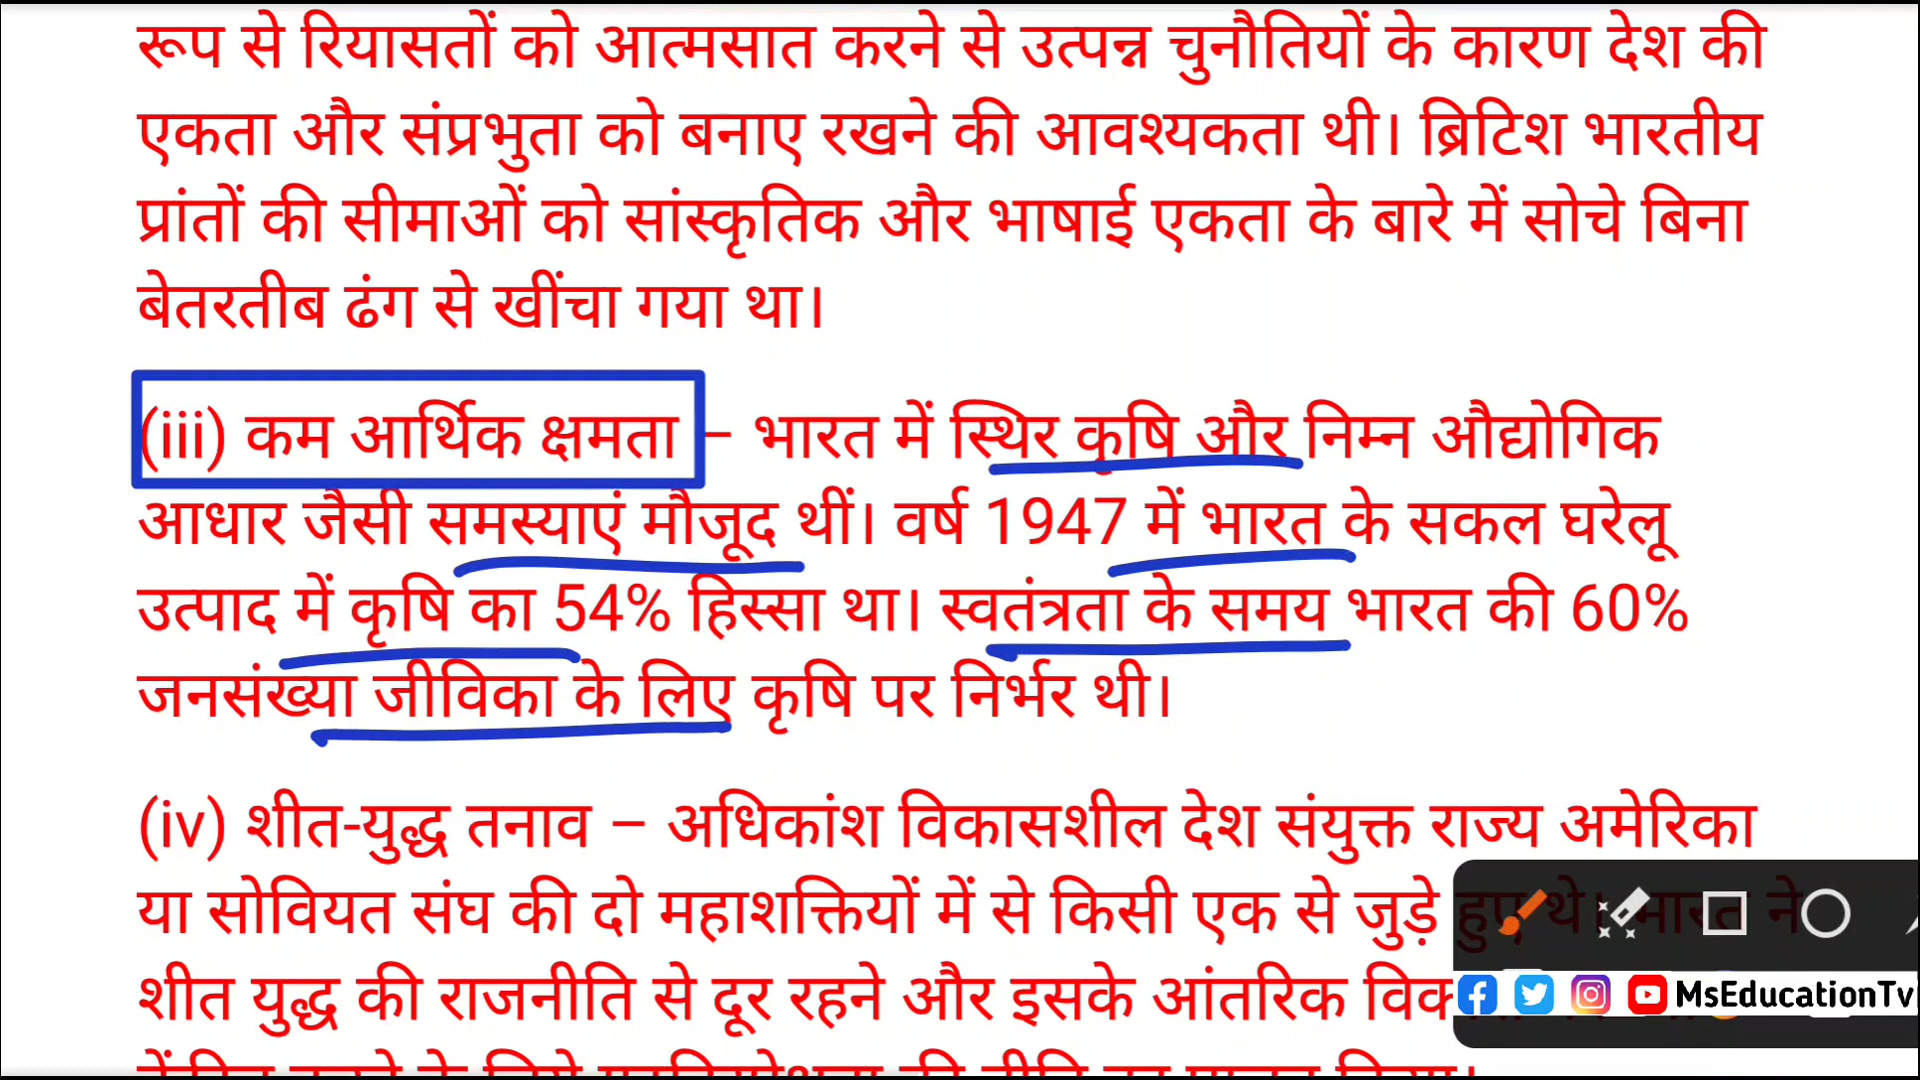 रूप से रियासतों को आत्मसात करने से उत्पन्न चुनौतियों के कारण देश की
एकता और संप्रभुता को बनाए रखने की आवश्यकता थी। ब्रिटिश भारतीय
प्रांतों की सीमाओं को सांस्कृतिक और भाषाई एकता के बारे में सोचे बिना
बेतरतीब ढंग से खींचा गया था।
(iii) कम आर्थिक क्षमता – भारत में स्थिर कृषि और निम्न औद्योगिक
आधार जैसी समस्याएं मौजूद थीं। वर्ष 1947 में भारत के सकल घरेलू
उत्पाद में कृषि का 54% हिस्सा था। स्वतंत्रता के समय भारत की 60%
जनसंख्या जीविका के लिए कृषि पर निर्भर थी।
(iv) शीत-युद्ध तनाव – अधिकांश विकासशील देश संयुक्त राज्य अमेरिका
या सोवियत संघ की दो महाशक्तियों में से किसी एक से जुड़े हुए थे। भारत ने
शीत युद्ध की राजनीति से दूर रहने और इसके आंतरिक
MsEducationTv